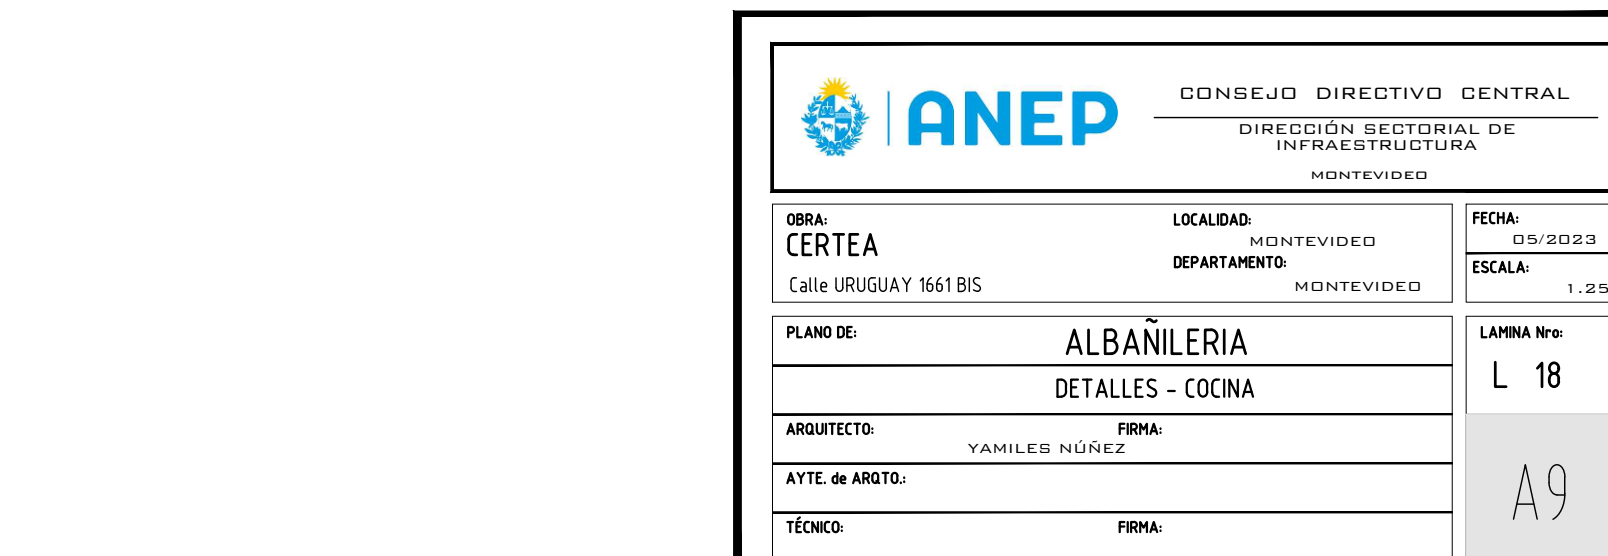 ANEP
CONSEJO DIRECTIVO CENTRAL
DIRECCIÓN SECTORIAL DE
INFRAESTRUCTURA
MONTEVIDEO
OBRA:
CERTEA
Calle URUGUAY 1661 BIS
LOCALIDAD:
MONTEVIDEO
DEPARTAMENTO:
MONTEVIDEO
FECHA:
05/2023
ESCALA:
1.25
PLANO DE:
ALBAÑILERIA
DETALLES - COCINA
LAMINA Nro:
L 18
ARQUITECTO:
FIRMA:
YAMILES NÚÑEZ
AYTE. de ARQTO.:
A9
TÉCNICO:
FIRMA: